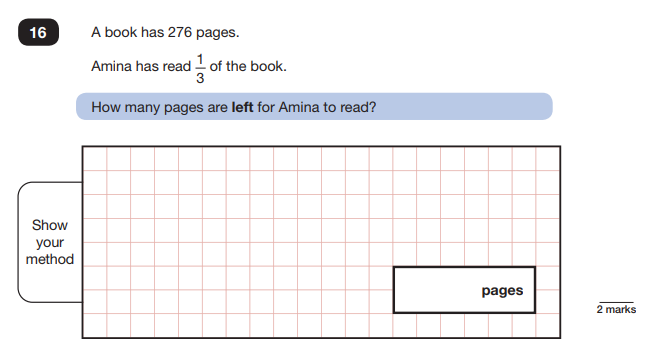 16
A book has 276 pages.
Amina has read 1/3 of the book.
How many pages are left for Amina to read?
Show
your
method
pages
2 marks